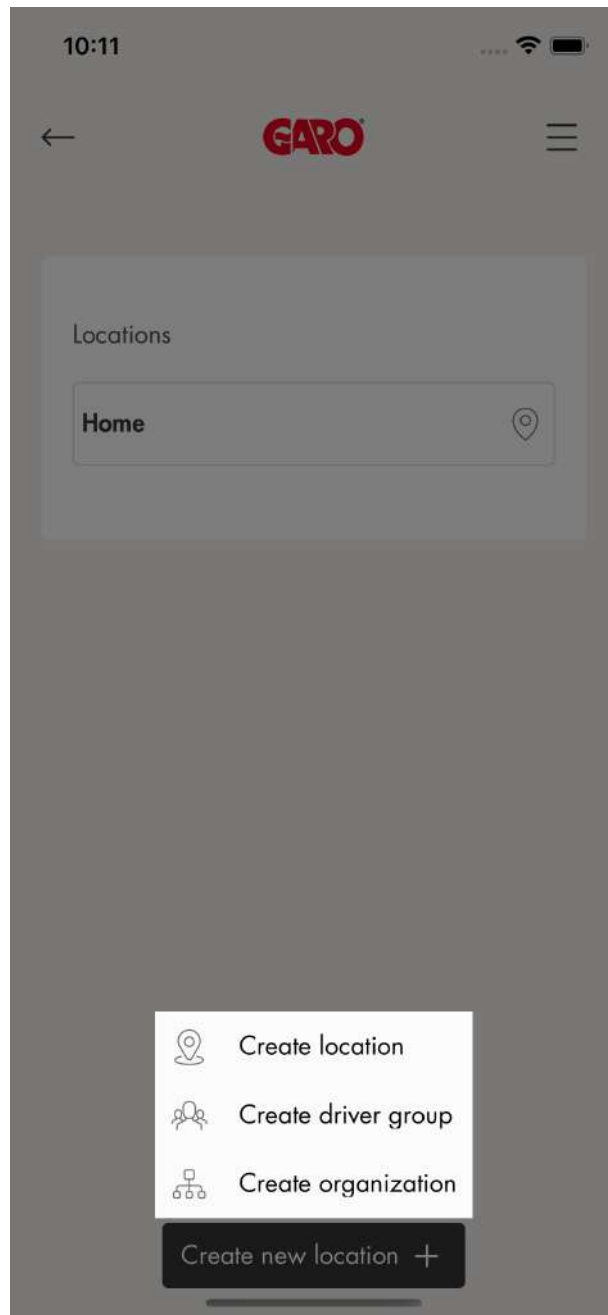 10:11
GARO
Locations
Home
Create location
Create driver group
Create organization
Create new location +